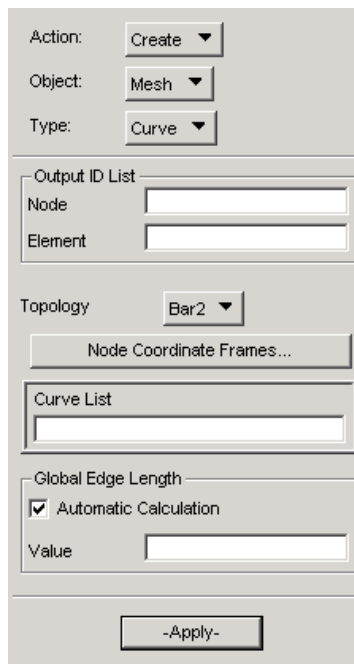 Action: Create
Object: Mesh
Type: Curve
Output ID List
Node
Element
Topology Bar2
Node Coordinate Frames...
Curve List
Global Edge Length
Automatic Calculation
Value
-Apply-